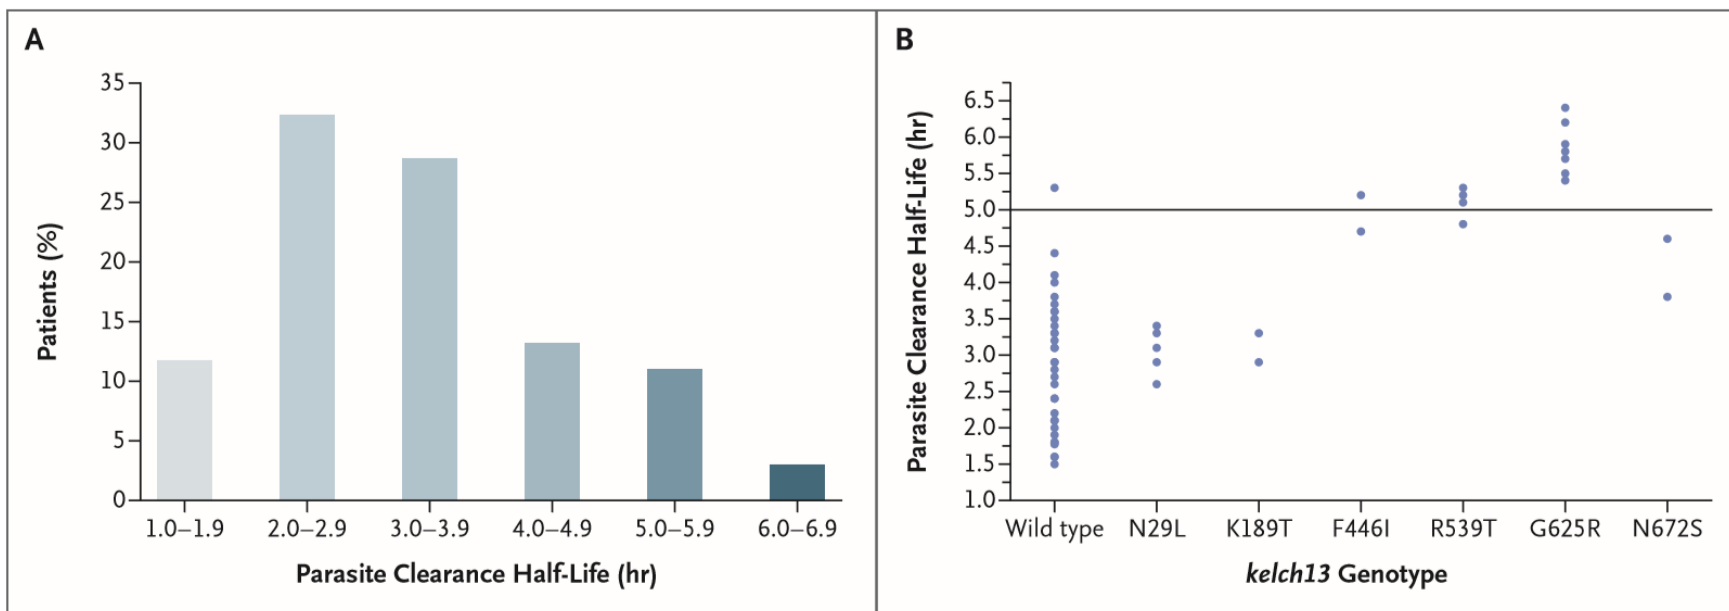 A
35
30
25
20
15
10
5
0
Patients (%)
1.0–1.9 2.0–2.9 3.0–3.9 4.0–4.9 5.0–5.9 6.0–6.9
Parasite Clearance Half-Life (hr)
B
6.5
6.0
5.5
5.0
4.5
4.0
3.5
3.0
2.5
2.0
1.5
1.0
Parasite Clearance Half-Life (hr)
Wild type N29L K189T F446I R539T G625R N672S
kelch13 Genotype